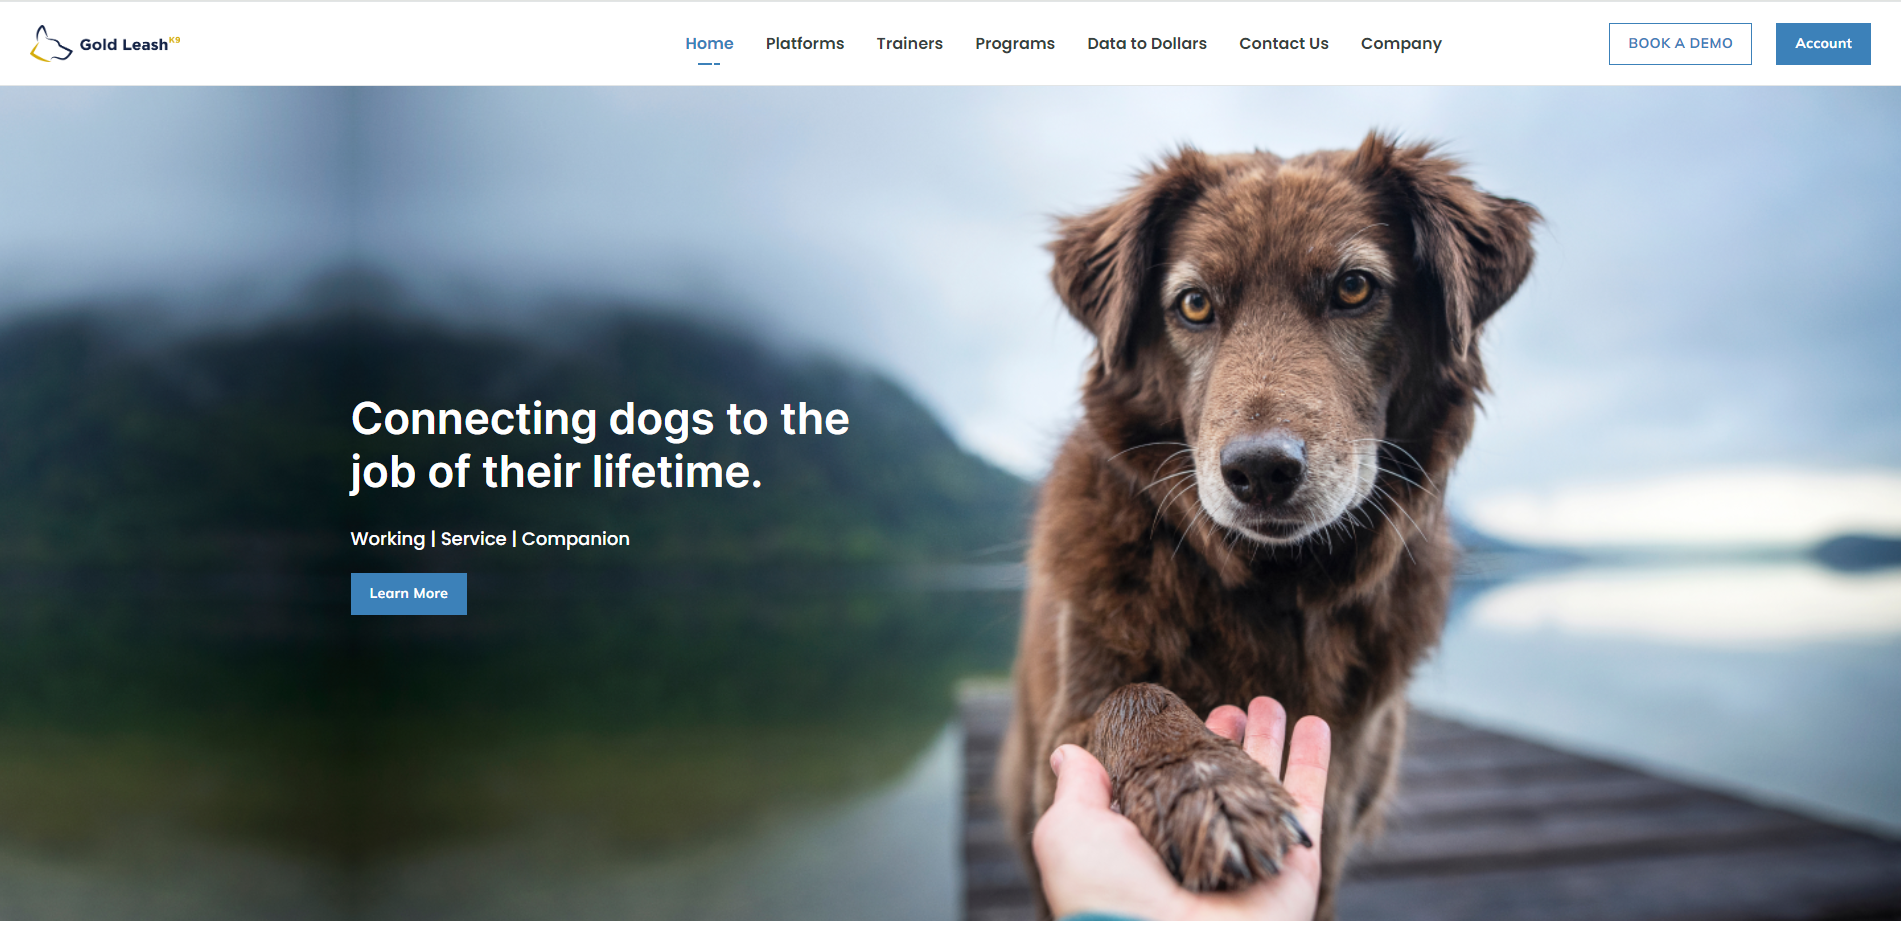 Gold Leash K9
Home Platforms Trainers Programs Data to Dollars Contact Us Company
BOOK A DEMO
Account
Connecting dogs to the
job of their lifetime.
Working | Service | Companion
Learn More